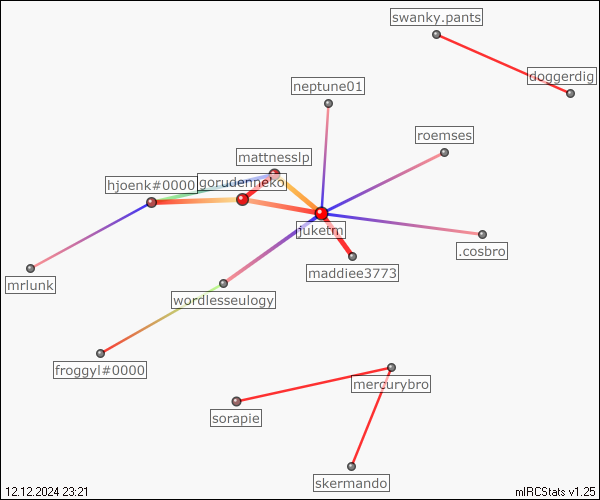 swanky.pants
doggerdig
neptune01
roemses
mattnesslp
hjoenk#0000
gorudenneko
juketm
.cosbro
maddiee3773
mrlunk
wordlesseulogy
froggyl#0000
mercurybro
sorapie
skermando
12.12.2024 23:21
mIRCStats v1.25